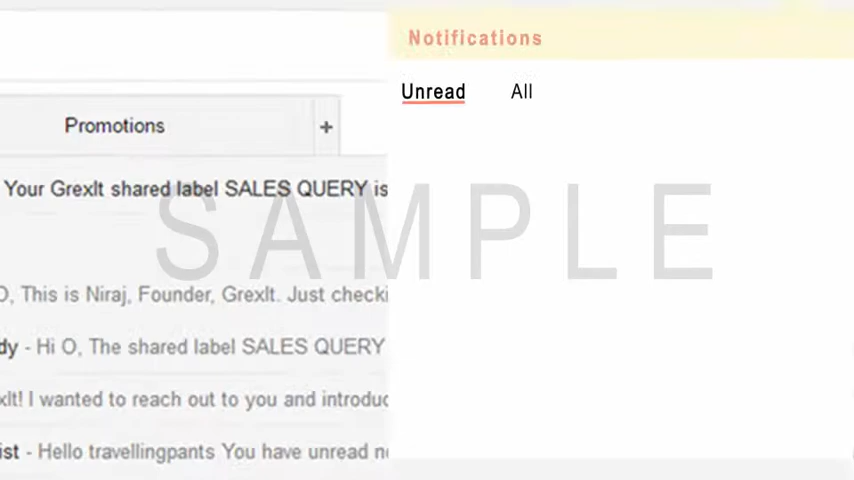 Notifications
Unread All
Promotions +
Your GrexIt shared label SALES QUERY is
SAMPLE
O, This is Niraj, Founder, GrexIt. Just checki
dy - Hi O, The shared label SALES QUERY
xIt! I wanted to reach out to you and introduc
ist - Hello travellingpants You have unread n